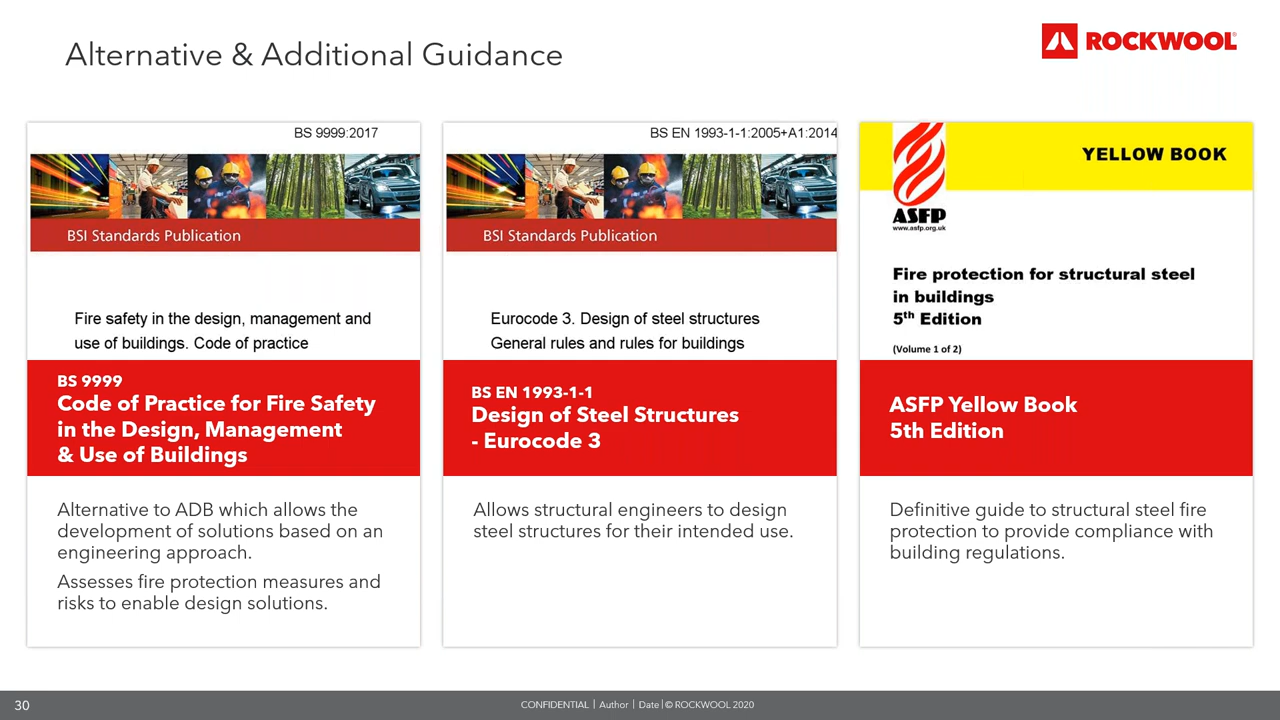 Alternative & Additional Guidance
ROCKWOOL®
BS 9999:2017
BSI Standards Publication
Fire safety in the design, management and
use of buildings. Code of practice
BS 9999
Code of Practice for Fire Safety
in the Design, Management
& Use of Buildings
Alternative to ADB which allows the
development of solutions based on an
engineering approach.
Assesses fire protection measures and
risks to enable design solutions.
BS EN 1993-1-1:2005+A1:2014
BSI Standards Publication
Eurocode 3. Design of steel structures
General rules and rules for buildings
BS EN 1993-1-1
Design of Steel Structures
- Eurocode 3
Allows structural engineers to design
steel structures for their intended use.
YELLOW BOOK
ASFP
www.asfp.org.uk
Fire protection for structural steel
in buildings
5th Edition
(Volume 1 of 2)
ASFP Yellow Book
5th Edition
Definitive guide to structural steel fire
protection to provide compliance with
building regulations.
30
CONFIDENTIAL | Author | Date | © ROCKWOOL 2020